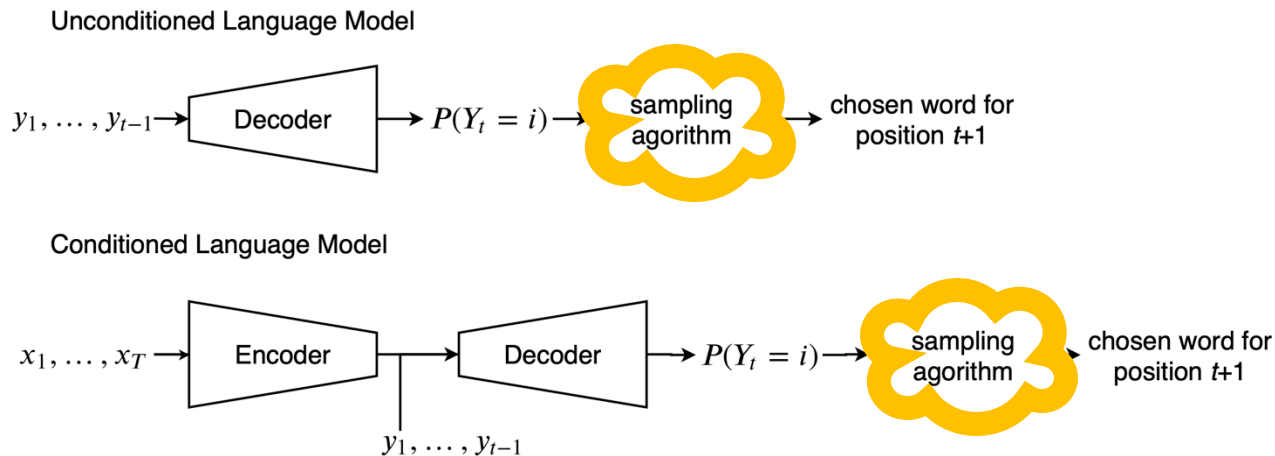 Unconditioned Language Model
y₁, … , yₜ₋₁
Decoder
P(Yₜ = i)
sampling
agorithm
chosen word for
position t+1
Conditioned Language Model
x₁, … , x_T
Encoder
Decoder
P(Yₜ = i)
sampling
agorithm
chosen word for
position t+1
y₁, … , yₜ₋₁